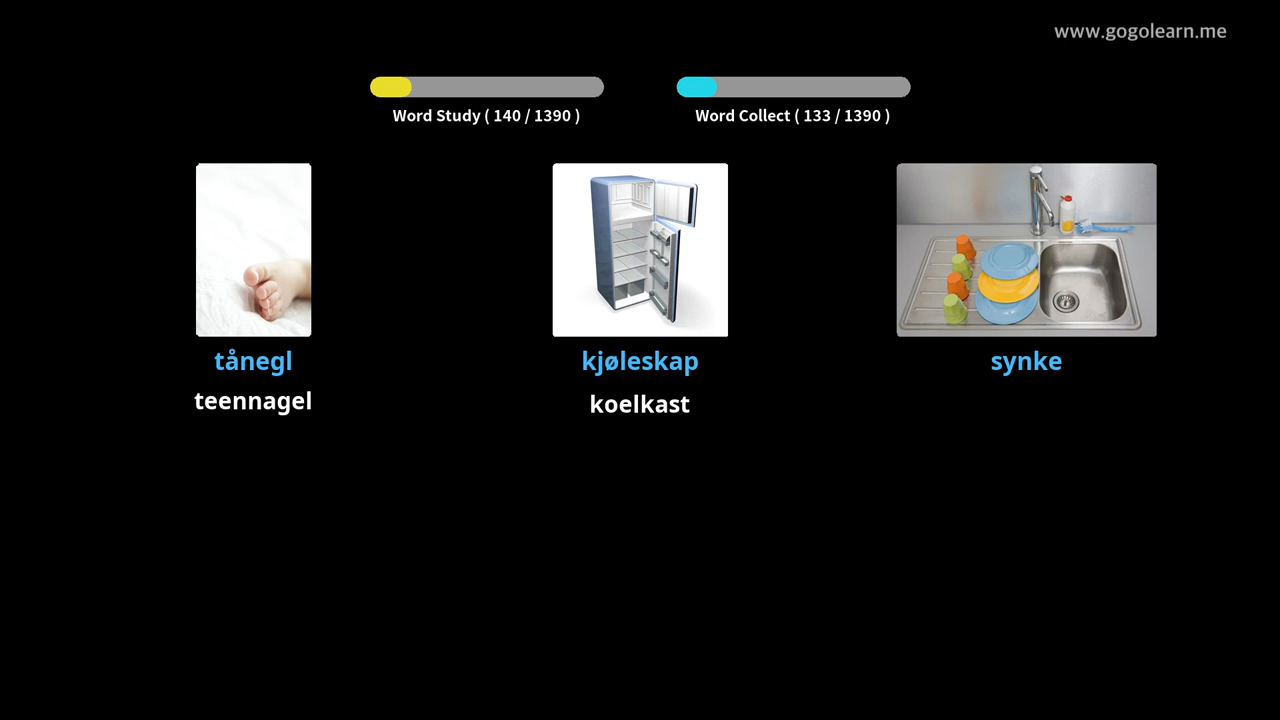 www.gogolearn.me
Word Study ( 140 / 1390 )
Word Collect ( 133 / 1390 )
tånegl
kjøleskap
synke
teennagel
koelkast